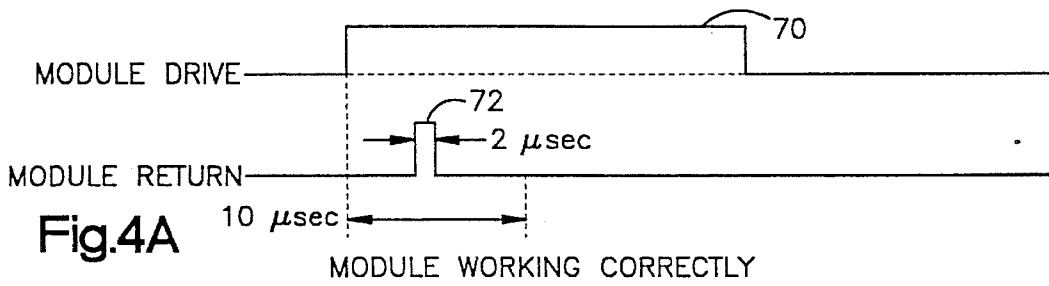 70
MODULE DRIVE
72
2 μsec
MODULE RETURN
10 μsec
Fig.4A
MODULE WORKING CORRECTLY